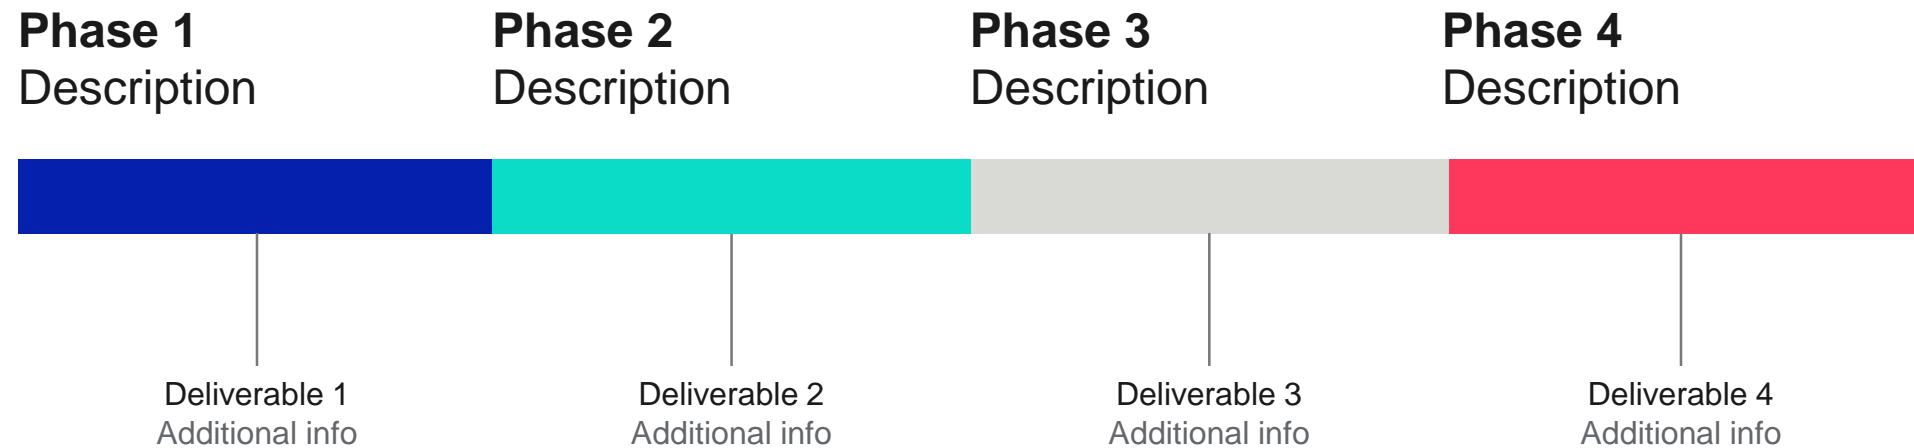 Phase 1
Description
Phase 2
Description
Phase 3
Description
Phase 4
Description
Deliverable 1
Additional info
Deliverable 2
Additional info
Deliverable 3
Additional info
Deliverable 4
Additional info